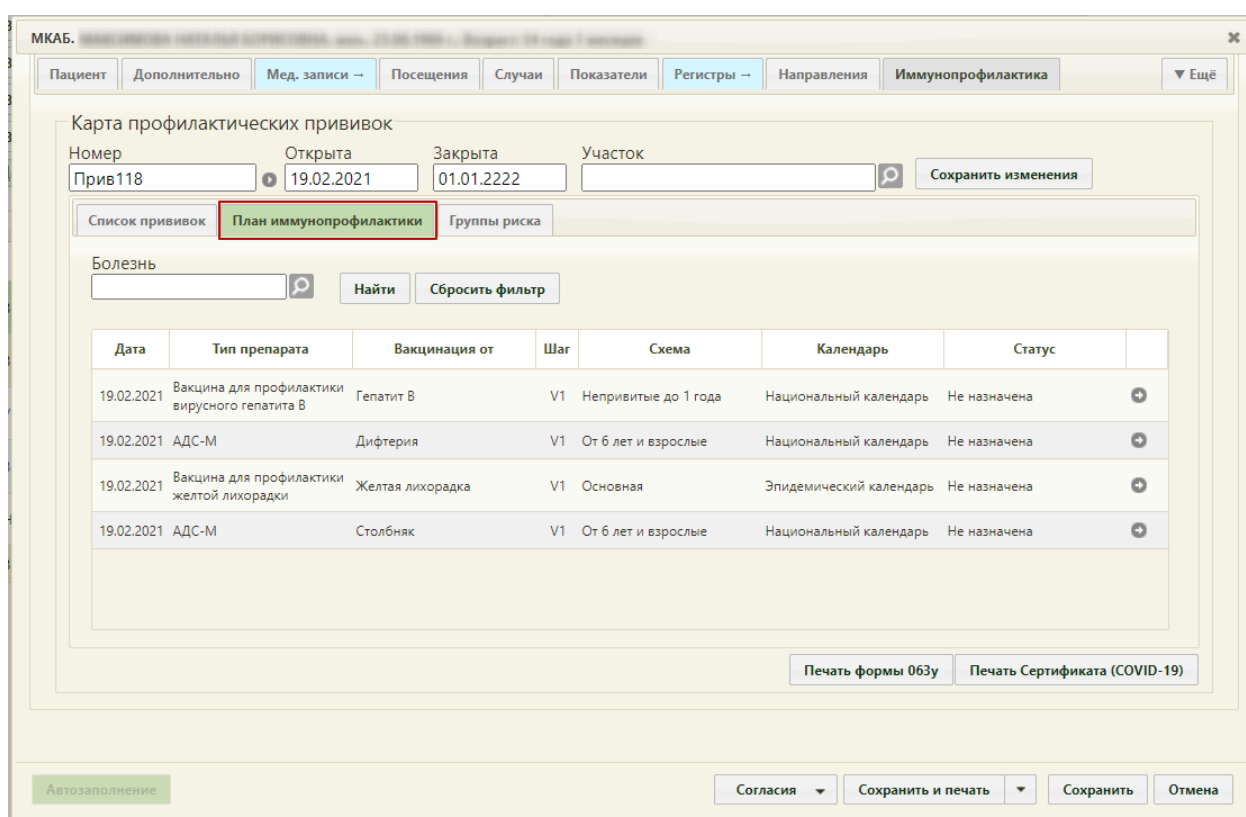 МКАБ.
Пациент Дополнительно Мед. записи → Посещения Случаи Показатели Регистры → Направления Иммунопрофилактика ▼ Ещё
Карта профилактических прививок
Номер Открыта Закрыта Участок
Прив118 19.02.2021 01.01.2222 Сохранить изменения
Список прививок План иммунопрофилактики Группы риска
Болезнь
Найти Сбросить фильтр
Дата Тип препарата Вакцинация от Шаг Схема Календарь Статус
19.02.2021 Вакцина для профилактики вирусного гепатита В Гепатит В V1 Непривитые до 1 года Национальный календарь Не назначена
19.02.2021 АДС-М Дифтерия V1 От 6 лет и взрослые Национальный календарь Не назначена
19.02.2021 Вакцина для профилактики желтой лихорадки Желтая лихорадка V1 Основная Эпидемический календарь Не назначена
19.02.2021 АДС-М Столбняк V1 От 6 лет и взрослые Национальный календарь Не назначена
Печать формы 063у Печать Сертификата (COVID-19)
Автозаполнение Согласия Сохранить и печать Сохранить Отмена